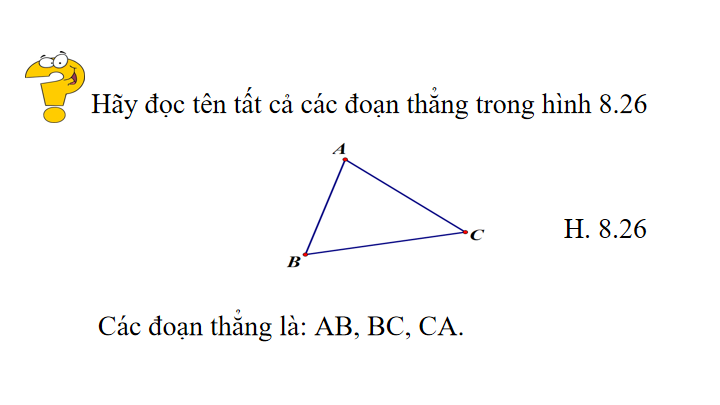 Hãy đọc tên tất cả các đoạn thẳng trong hình 8.26
A
C
H. 8.26
B
Các đoạn thẳng là: AB, BC, CA.